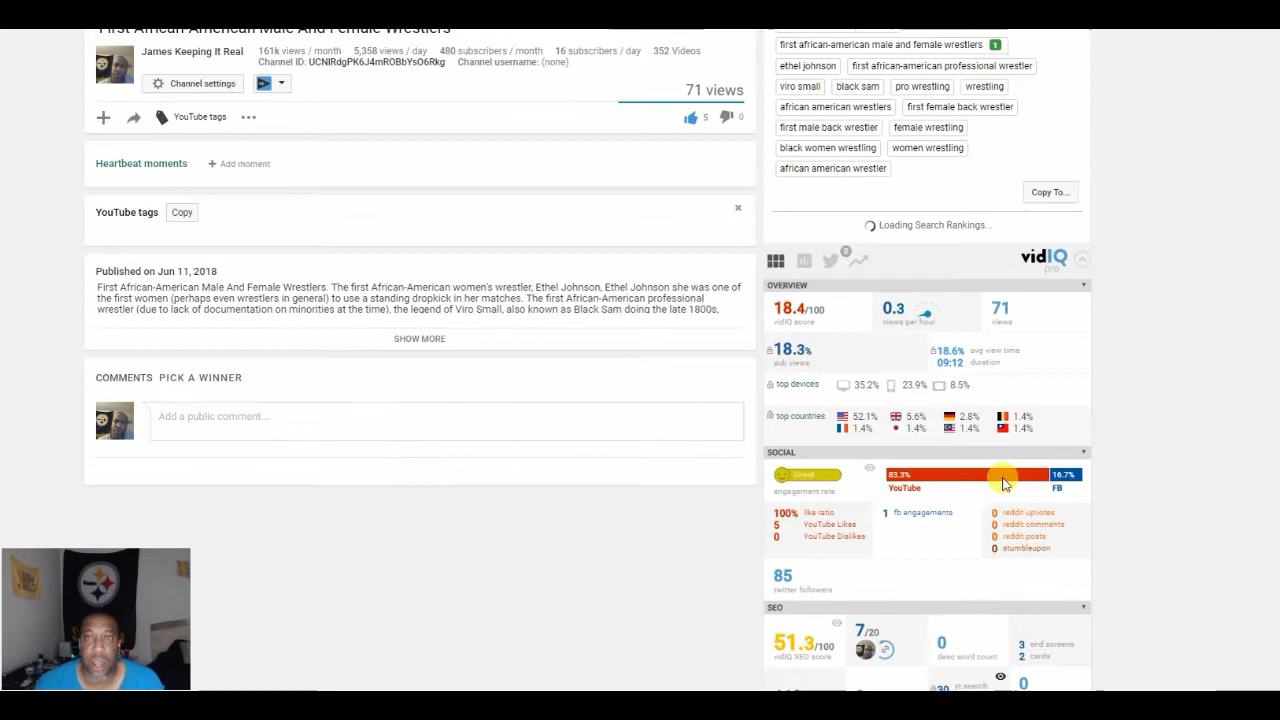 First African-American Male And Female Wrestlers
James Keeping It Real
161k views / month 5,358 views / day 480 subscribers / month 16 subscribers / day 352 Videos
Channel ID: UCNIRdgPK6J4mROBbYsO6Rkg Channel username: (none)
Channel settings
71 views
YouTube tags
5
0
Heartbeat moments
Add moment
YouTube tags
Copy
Published on Jun 11, 2018
First African-American Male And Female Wrestlers. The first African-American women's wrestler, Ethel Johnson, Ethel Johnson she was one of
the first women (perhaps even wrestlers in general) to use a standing dropkick in her matches. The first African-American professional
wrestler (due to lack of documentation on minorities at the time), the legend of Viro Small, also known as Black Sam doing the late 1800s,
SHOW MORE
COMMENTS PICK A WINNER
Add a public comment...
first african-american male and female wrestlers 1
ethel johnson first african-american professional wrestler
viro small black sam pro wrestling wrestling
african american wrestlers first female back wrestler
first male back wrestler female wrestling
black women wrestling women wrestling
african american wrestler
Copy To...
Loading Search Rankings...
0
vidIQ
pro
OVERVIEW
18.4/100
vidIQ score
0.3
views per hour
71
views
18.3%
sub views
18.6% avg view time
09:12 duration
top devices 35.2% 23.9% 8.5%
top countries 52.1% 5.6% 2.8% 1.4%
1.4% 1.4% 1.4% 1.4%
SOCIAL
Great
engagement rate
83.3% 16.7%
YouTube FB
100% like ratio
5 YouTube Likes
0 YouTube Dislikes
1 fb engagements
0 reddit upvotes
0 reddit comments
0 reddit posts
0 stumbleupon
85
twitter followers
SEO
51.3/100
vidIQ SEO score
7/20
0
desc word count
3 end screens
2 cards
30 yt search
0
Steelers